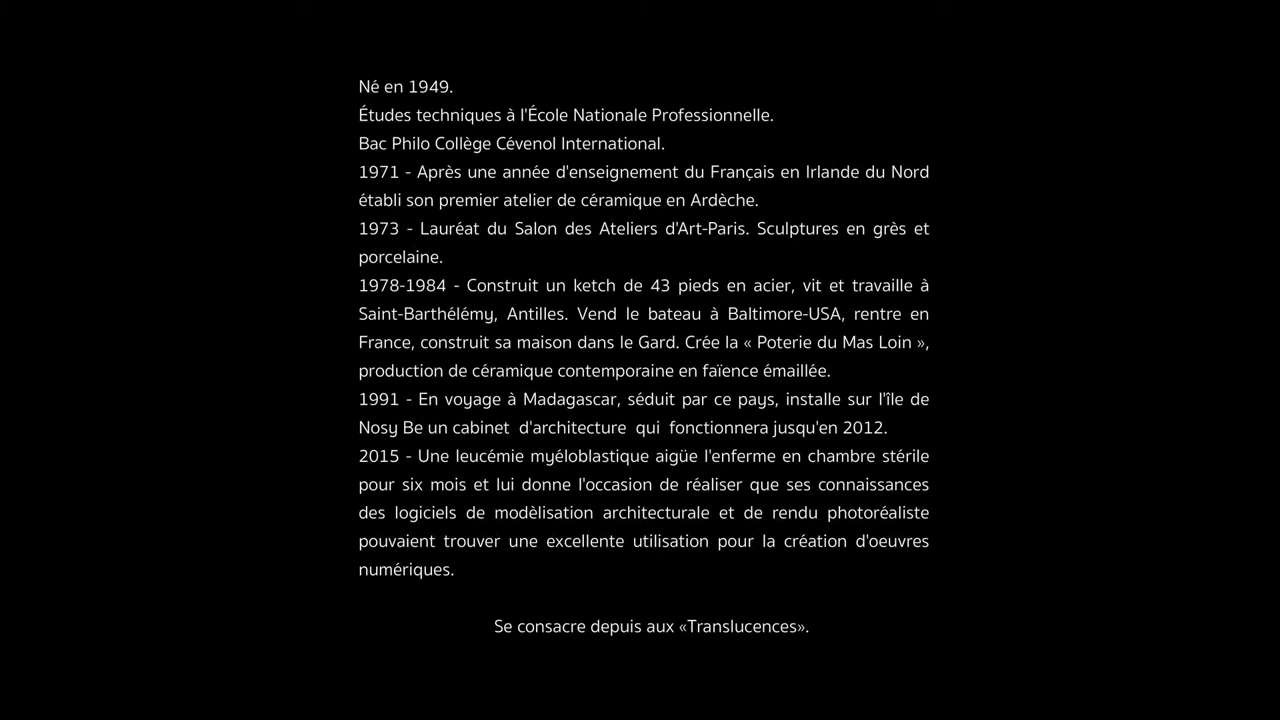 Né en 1949.
Études techniques à l'École Nationale Professionnelle.
Bac Philo Collège Cévenol International.
1971 - Après une année d'enseignement du Français en Irlande du Nord
établi son premier atelier de céramique en Ardèche.
1973 - Lauréat du Salon des Ateliers d'Art-Paris. Sculptures en grès et
porcelaine.
1978-1984 - Construit un ketch de 43 pieds en acier, vit et travaille à
Saint-Barthélémy, Antilles. Vend le bateau à Baltimore-USA, rentre en
France, construit sa maison dans le Gard. Crée la « Poterie du Mas Loin »,
production de céramique contemporaine en faïence émaillée.
1991 - En voyage à Madagascar, séduit par ce pays, installe sur l'île de
Nosy Be un cabinet d'architecture qui fonctionnera jusqu'en 2012.
2015 - Une leucémie myéloblastique aigüe l'enferme en chambre stérile
pour six mois et lui donne l'occasion de réaliser que ses connaissances
des logiciels de modèlisation architecturale et de rendu photoréaliste
pouvaient trouver une excellente utilisation pour la création d'oeuvres
numériques.
Se consacre depuis aux «Translucences».